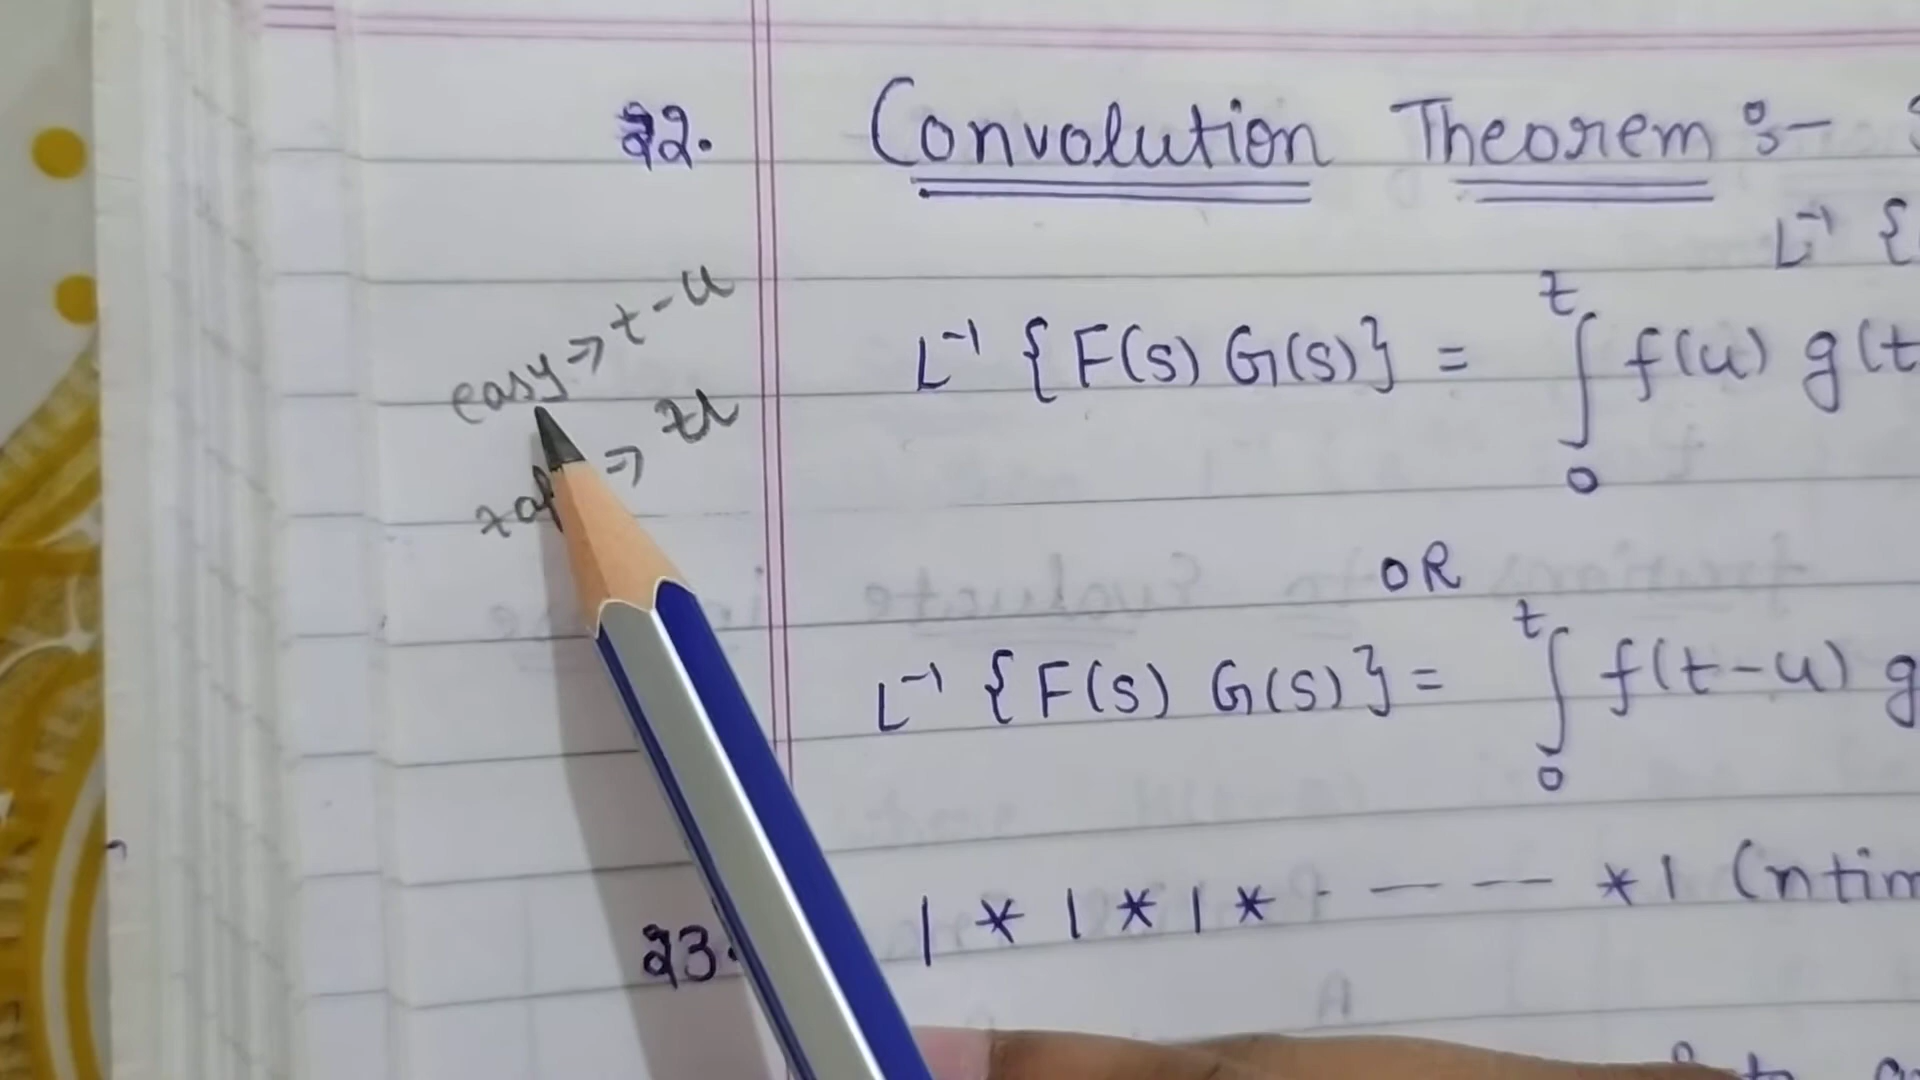 22. Convolution Theorem :-
L⁻¹ {
easy => t-u
L⁻¹ {F(s) G(s)} = ∫₀ᵗ f(u) g(t
=> u
OR
L⁻¹ {F(s) G(s)} = ∫₀ᵗ f(t-u) g
23. 1 * 1 * 1 * - — — — * 1 (n tim